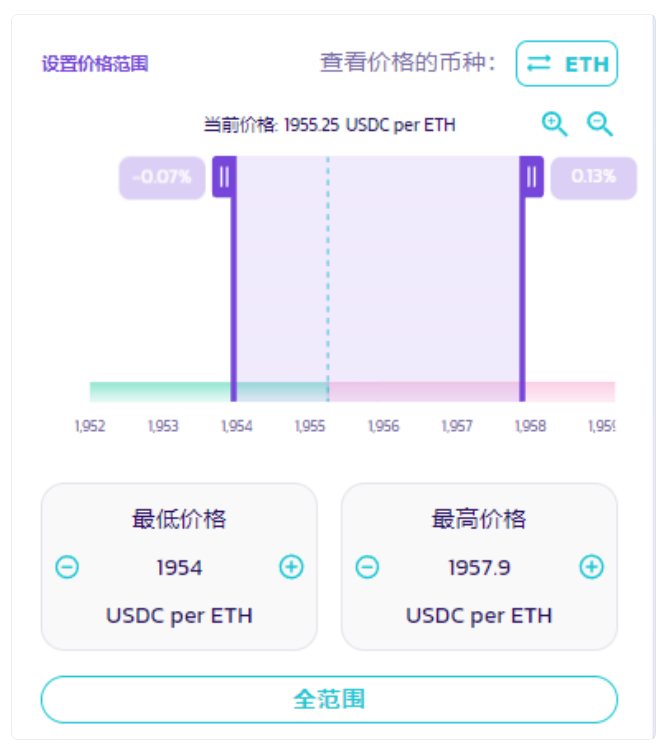 设置价格范围 查看价格的币种： ETH
当前价格: 1955.25 USDC per ETH
-0.07% 0.13%
1,952 1,953 1,954 1,955 1,956 1,957 1,958 1,959
最低价格 最高价格
1954 1957.9
USDC per ETH USDC per ETH
全范围